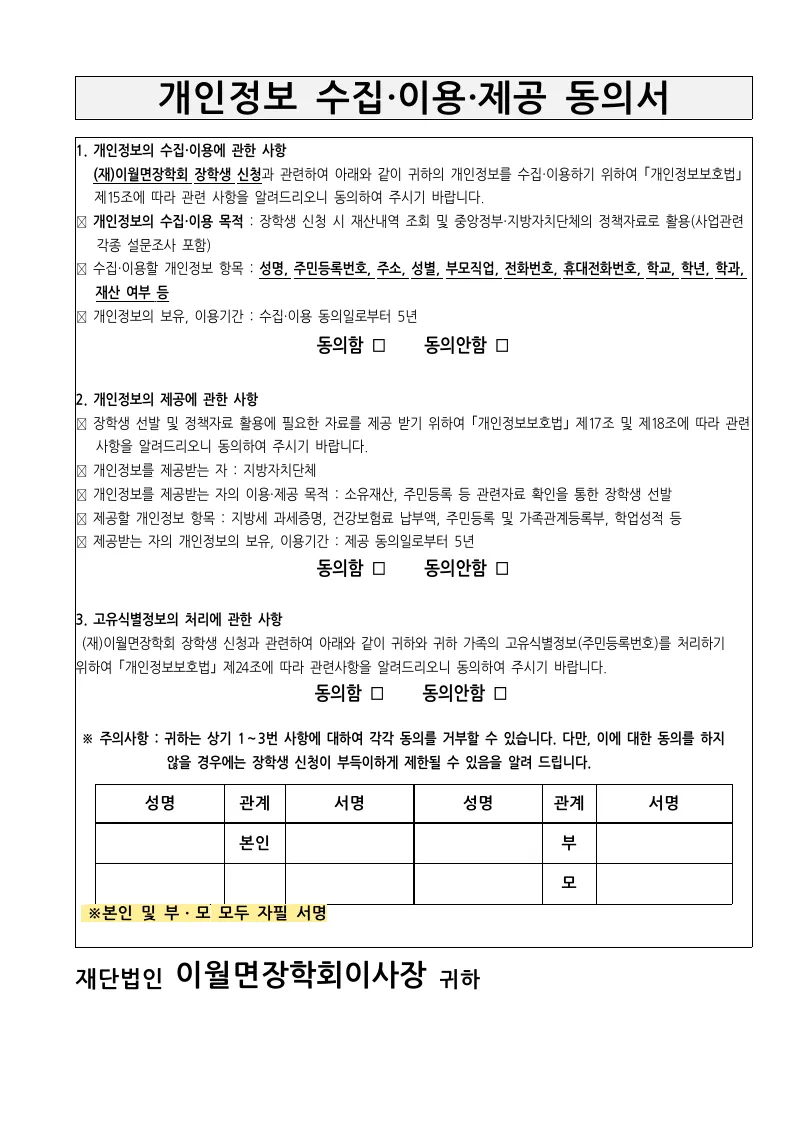 개인정보 수집·이용·제공 동의서
1. 개인정보의 수집·이용에 관한 사항
(재)이월면장학회 장학생 신청과 관련하여 아래와 같이 귀하의 개인정보를 수집·이용하기 위하여 「개인정보보호법」
제15조에 따라 관련 사항을 알려드리오니 동의하여 주시기 바랍니다.
개인정보의 수집·이용 목적 : 장학생 신청 시 재산내역 조회 및 중앙정부·지방자치단체의 정책자료로 활용(사업관련
각종 설문조사 포함)
수집·이용할 개인정보 항목 : 성명, 주민등록번호, 주소, 성별, 부모직업, 전화번호, 휴대전화번호, 학교, 학년, 학과,
재산 여부 등
개인정보의 보유, 이용기간 : 수집·이용 동의일로부터 5년
동의함 □ 동의안함 □
2. 개인정보의 제공에 관한 사항
장학생 선발 및 정책자료 활용에 필요한 자료를 제공 받기 위하여 「개인정보보호법」 제17조 및 제18조에 따라 관련
사항을 알려드리오니 동의하여 주시기 바랍니다.
개인정보를 제공받는 자 : 지방자치단체
개인정보를 제공받는 자의 이용·제공 목적 : 소유재산, 주민등록 등 관련자료 확인을 통한 장학생 선발
제공할 개인정보 항목 : 지방세 과세증명, 건강보험료 납부액, 주민등록 및 가족관계등록부, 학업성적 등
제공받는 자의 개인정보의 보유, 이용기간 : 제공 동의일로부터 5년
동의함 □ 동의안함 □
3. 고유식별정보의 처리에 관한 사항
(재)이월면장학회 장학생 신청과 관련하여 아래와 같이 귀하와 귀하 가족의 고유식별정보(주민등록번호)를 처리하기
위하여 「개인정보보호법」 제24조에 따라 관련사항을 알려드리오니 동의하여 주시기 바랍니다.
동의함 □ 동의안함 □
※ 주의사항 : 귀하는 상기 1~3번 사항에 대하여 각각 동의를 거부할 수 있습니다. 다만, 이에 대한 동의를 하지
않을 경우에는 장학생 신청이 부득이하게 제한될 수 있음을 알려 드립니다.
성명 관계 서명 성명 관계 서명
본인 부
모
※본인 및 부·모 모두 자필 서명
재단법인 이월면장학회이사장 귀하